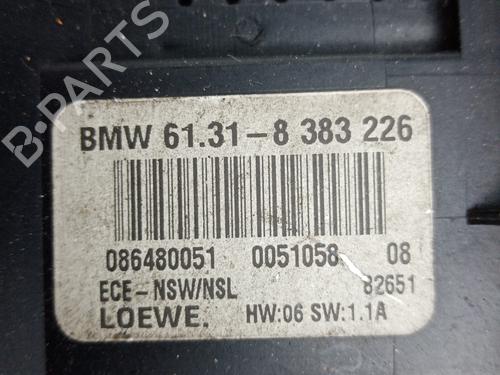 B-PARTS
BMW 61.31-8 383 226
086480051 0051058 08
ECE-NSW/NSL 82651
LOEWE. HW:06 SW:1.1A